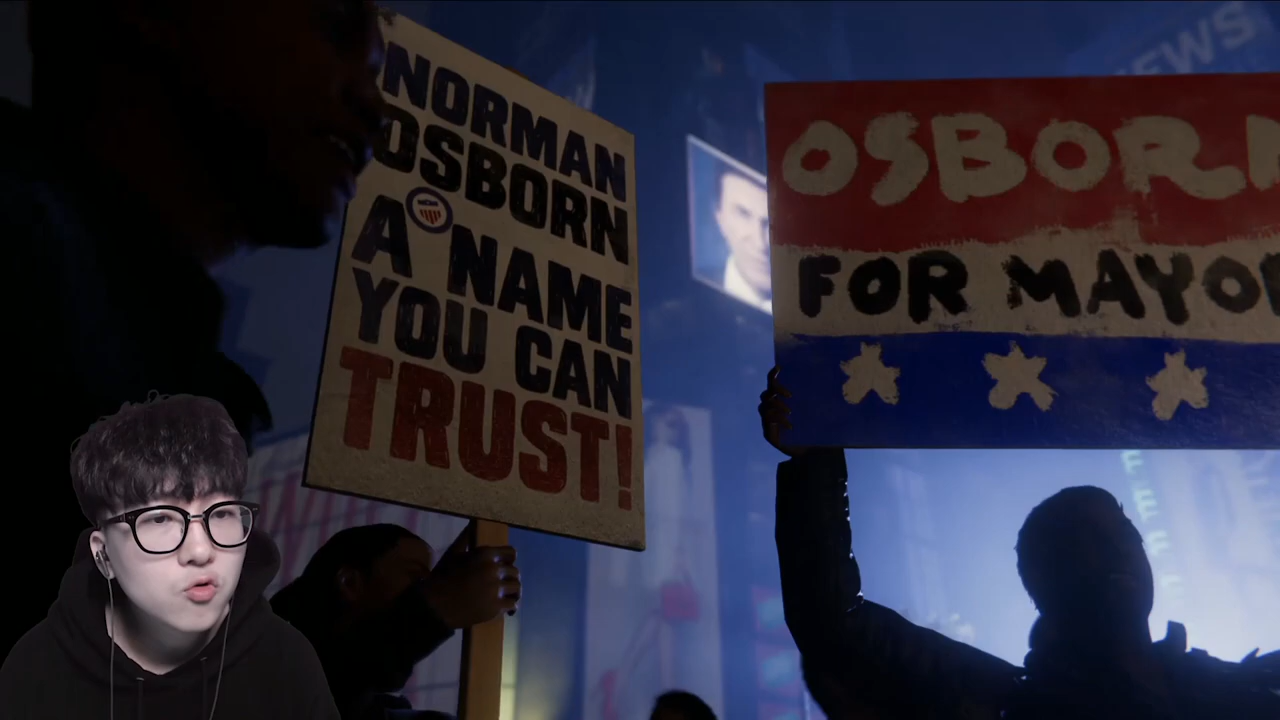 NORMAN
OSBORN
A NAME
YOU CAN
TRUST!
NEWS
OSBORN
FOR MAYOR